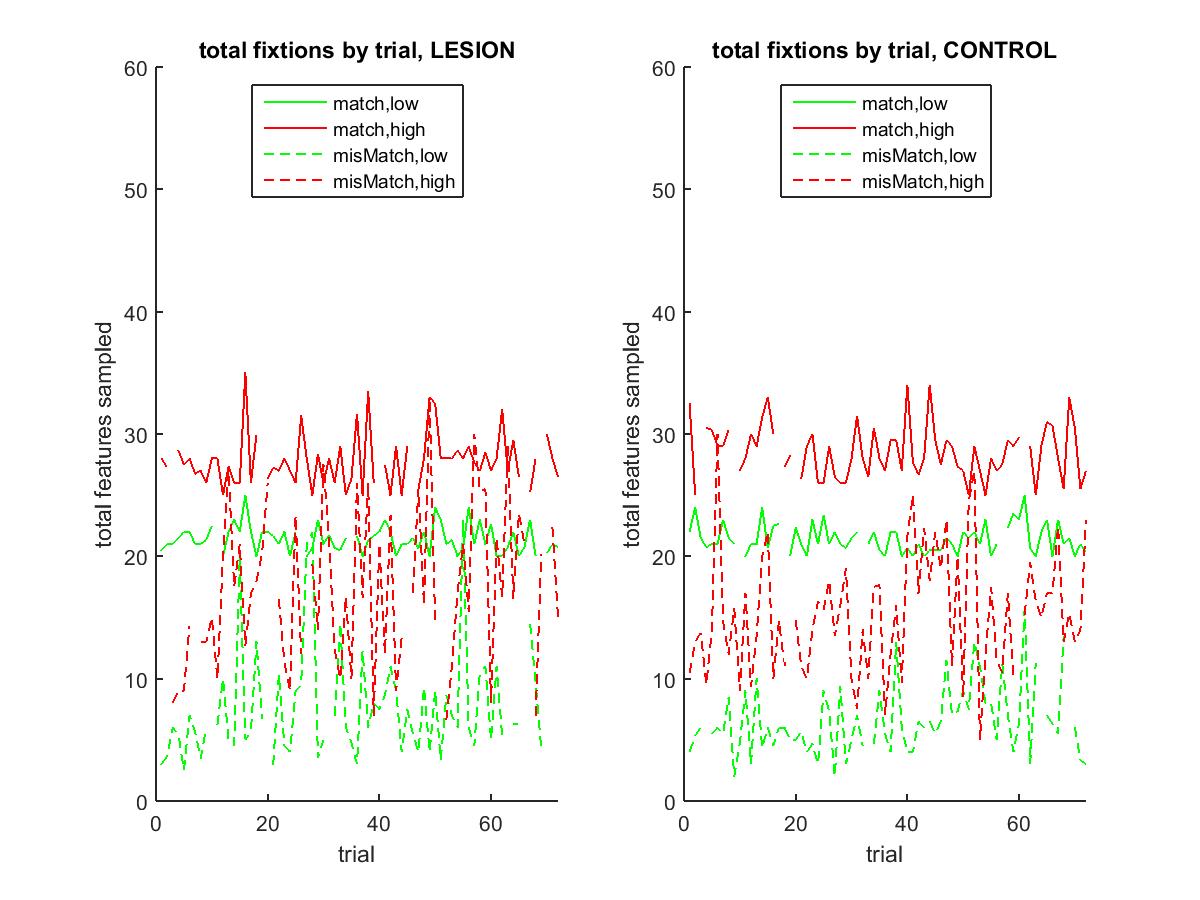 total fixtions by trial, LESION
60
50
40
30
20
10
0
total features sampled
match,low
match,high
misMatch,low
misMatch,high
0 20 40 60
trial
total fixtions by trial, CONTROL
60
50
40
30
20
10
0
total features sampled
match,low
match,high
misMatch,low
misMatch,high
0 20 40 60
trial